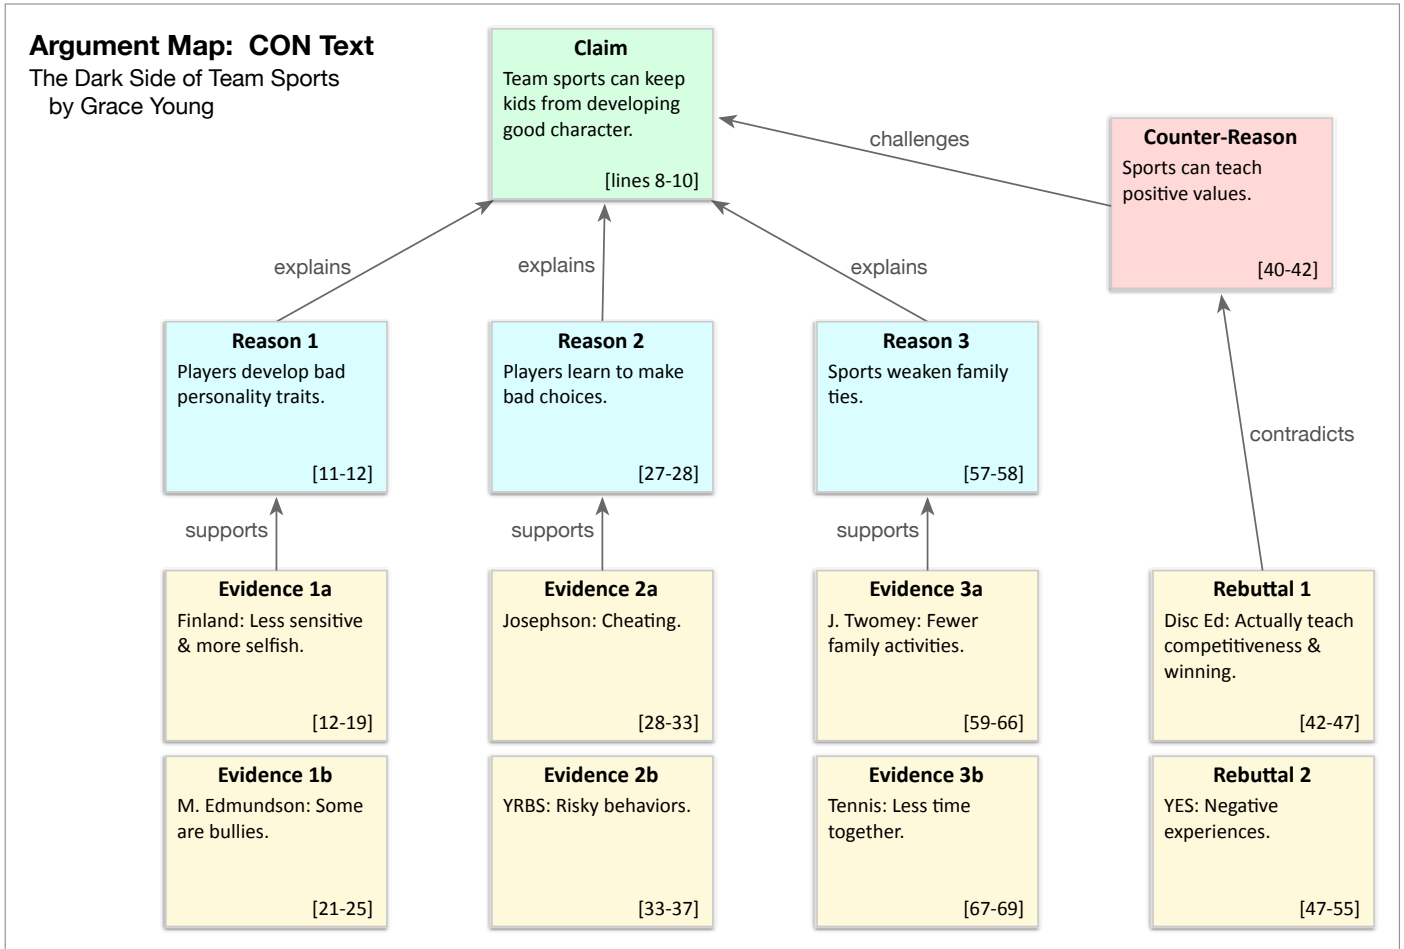 Argument Map:  CON Text
The Dark Side of Team Sports
by Grace Young
Claim
Team sports can keep
kids from developing
good character.
[lines 8-10]
challenges
Counter-Reason
Sports can teach
positive values.
[40-42]
explains
explains
explains
Reason 1
Players develop bad
personality traits.
[11-12]
Reason 2
Players learn to make
bad choices.
[27-28]
Reason 3
Sports weaken family
ties.
[57-58]
contradicts
supports
supports
supports
Evidence 1a
Finland: Less sensitive
& more selfish.
[12-19]
Evidence 2a
Josephson: Cheating.
[28-33]
Evidence 3a
J. Twomey: Fewer
family activities.
[59-66]
Rebuttal 1
Disc Ed: Actually teach
competitiveness &
winning.
[42-47]
Evidence 1b
M. Edmundson: Some
are bullies.
[21-25]
Evidence 2b
YRBS: Risky behaviors.
[33-37]
Evidence 3b
Tennis: Less time
together.
[67-69]
Rebuttal 2
YES: Negative
experiences.
[47-55]